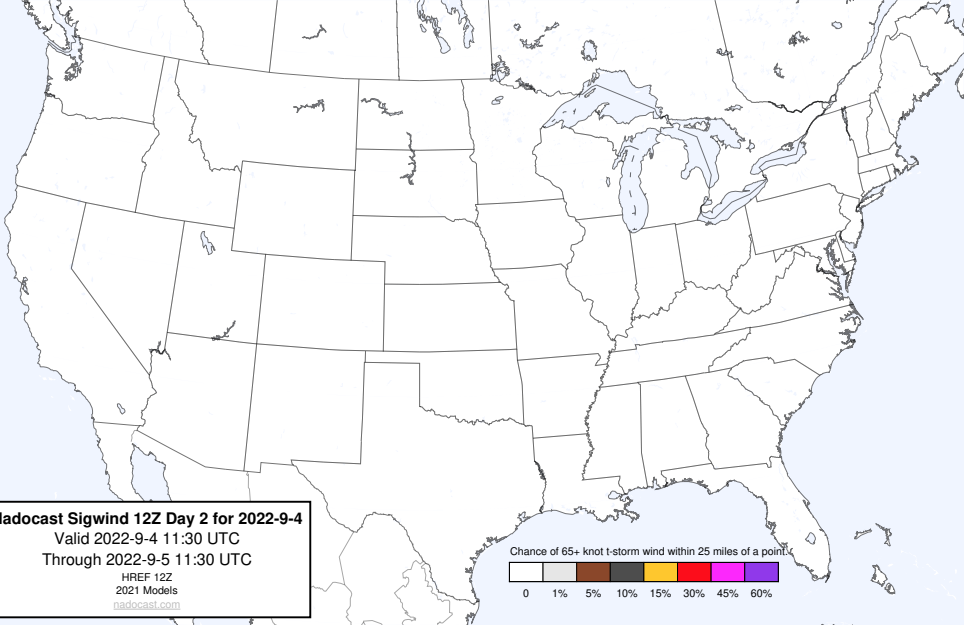 adocast Sigwind 12Z Day 2 for 2022-9-4
Valid 2022-9-4 11:30 UTC
Through 2022-9-5 11:30 UTC
HREF 12Z
2021 Models
nadocast.com
Chance of 65+ knot t-storm wind within 25 miles of a point.
0 1% 5% 10% 15% 30% 45% 60%